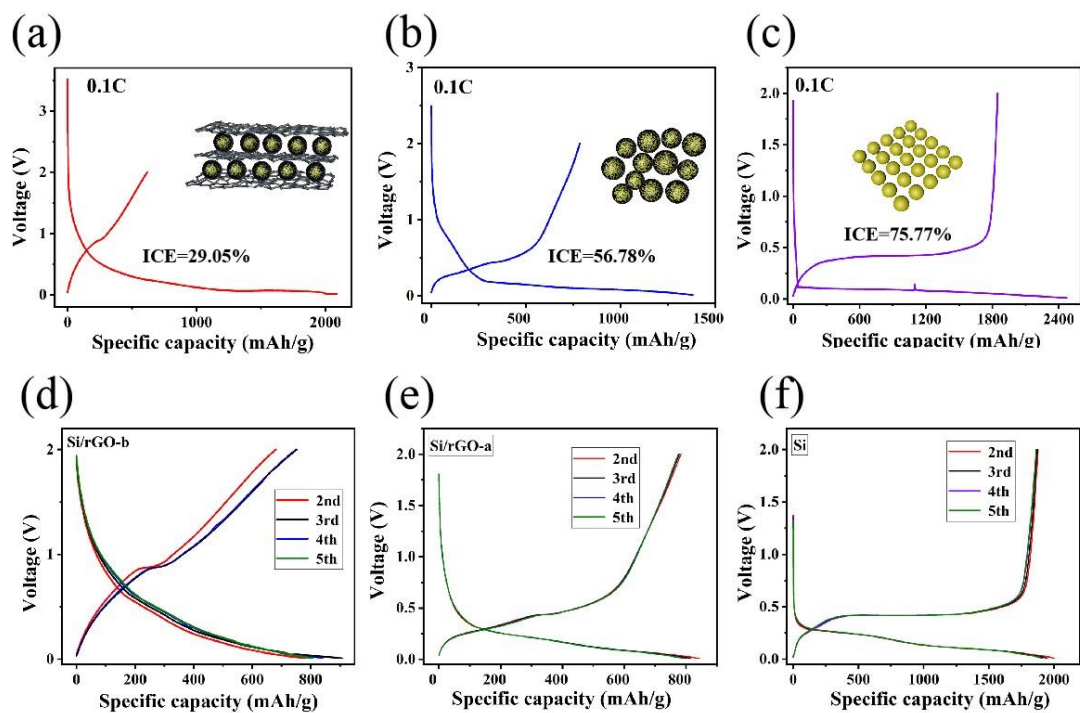 (a)
0.1C
ICE=29.05%
Voltage (V)
3
2
1
0
0
1000
2000
Specific capacity (mAh/g)
(b)
0.1C
ICE=56.78%
Voltage (V)
3
2
1
0
0
500
1000
1500
Specific capacity (mAh/g)
(c)
0.1C
ICE=75.77%
Voltage (V)
2.0
1.5
1.0
0.5
0.0
0
600
1200
1800
2400
Specific capacity (mAh/g)
(d)
Si/rGO-b
2nd
3rd
4th
5th
Voltage (V)
2
1
0
0
200
400
600
800
Specific capacity (mAh/g)
(e)
Si/rGO-a
2nd
3rd
4th
5th
Voltage (V)
2.0
1.5
1.0
0.5
0.0
0
200
400
600
800
Specific capacity (mAh/g)
(f)
Si
2nd
3rd
4th
5th
Voltage (V)
2.0
1.5
1.0
0.5
0.0
0
500
1000
1500
2000
Specific capacity (mAh/g)